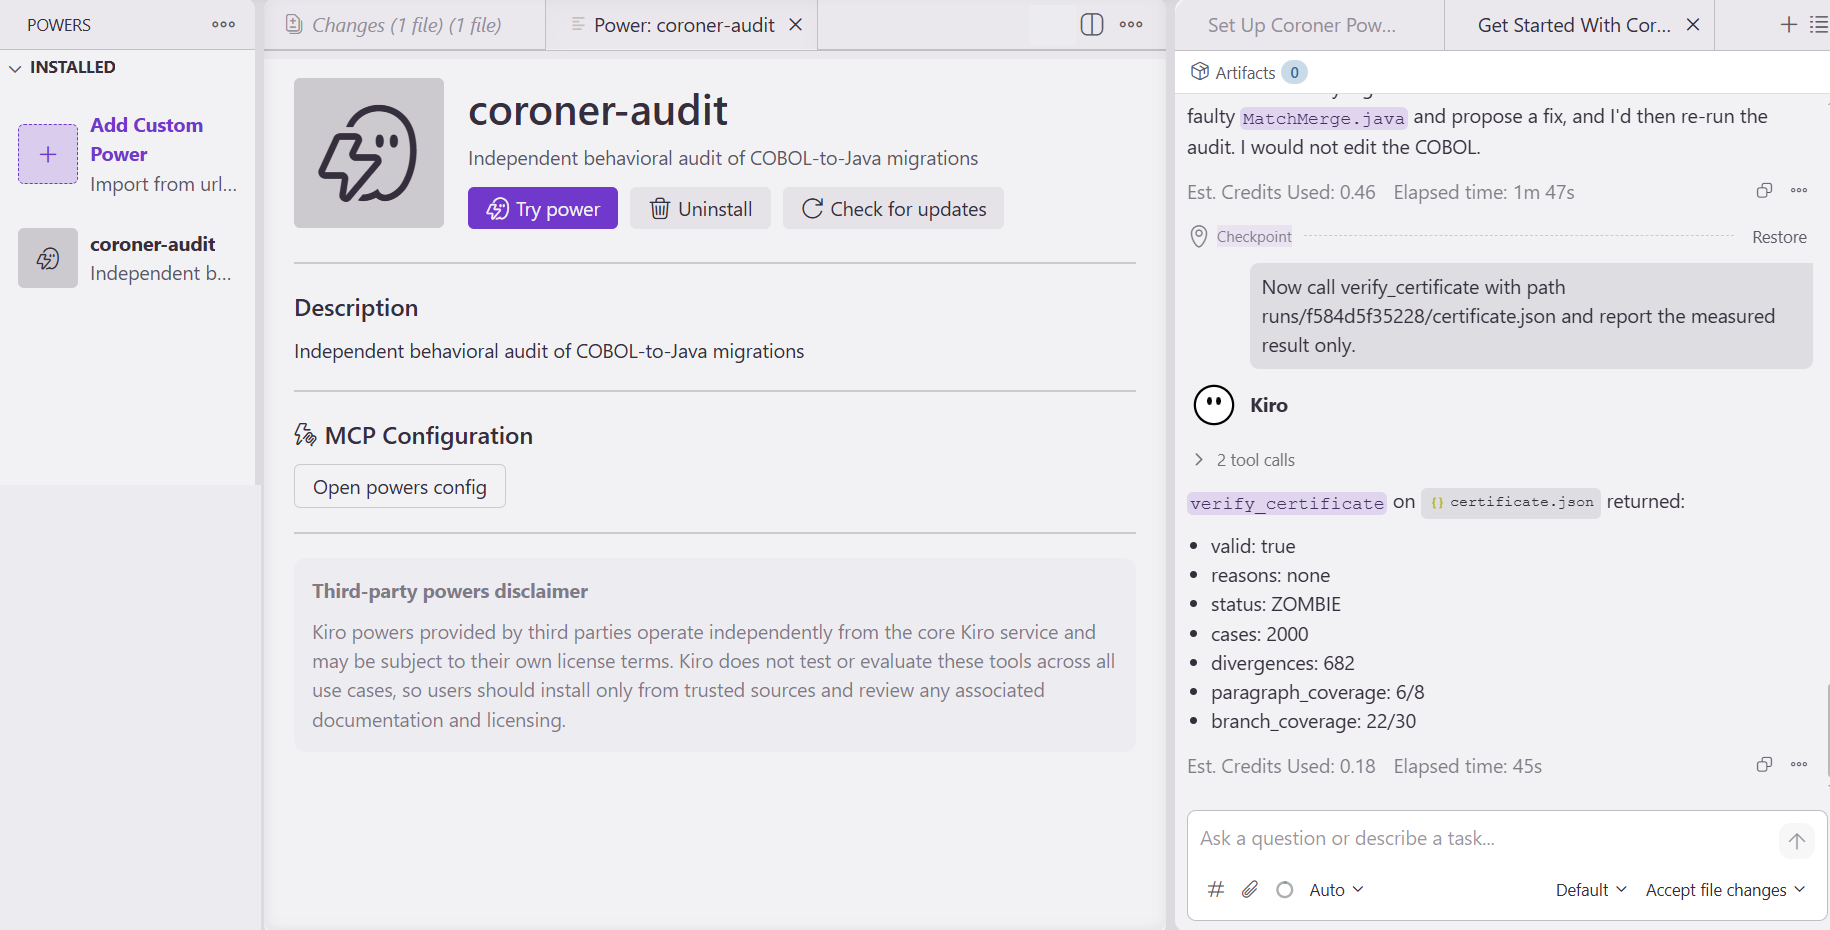 POWERS
INSTALLED
Add Custom
Power
Import from url...
coroner-audit
Independent b...
Changes (1 file) (1 file)
Power: coroner-audit
coroner-audit
Independent behavioral audit of COBOL-to-Java migrations
Try power
Uninstall
Check for updates
Description
Independent behavioral audit of COBOL-to-Java migrations
MCP Configuration
Open powers config
Third-party powers disclaimer
Kiro powers provided by third parties operate independently from the core Kiro service and
may be subject to their own license terms. Kiro does not test or evaluate these tools across all
use cases, so users should install only from trusted sources and review any associated
documentation and licensing.
Set Up Coroner Pow...
Get Started With Cor...
Artifacts 0
faulty MatchMerge.java and propose a fix, and I'd then re-run the
audit. I would not edit the COBOL.
Est. Credits Used: 0.46 Elapsed time: 1m 47s
Checkpoint
Restore
Now call verify_certificate with path
runs/f584d5f35228/certificate.json and report the measured
result only.
Kiro
2 tool calls
verify_certificate on {} certificate.json returned:
• valid: true
• reasons: none
• status: ZOMBIE
• cases: 2000
• divergences: 682
• paragraph_coverage: 6/8
• branch_coverage: 22/30
Est. Credits Used: 0.18 Elapsed time: 45s
Ask a question or describe a task...
# Auto
Default
Accept file changes